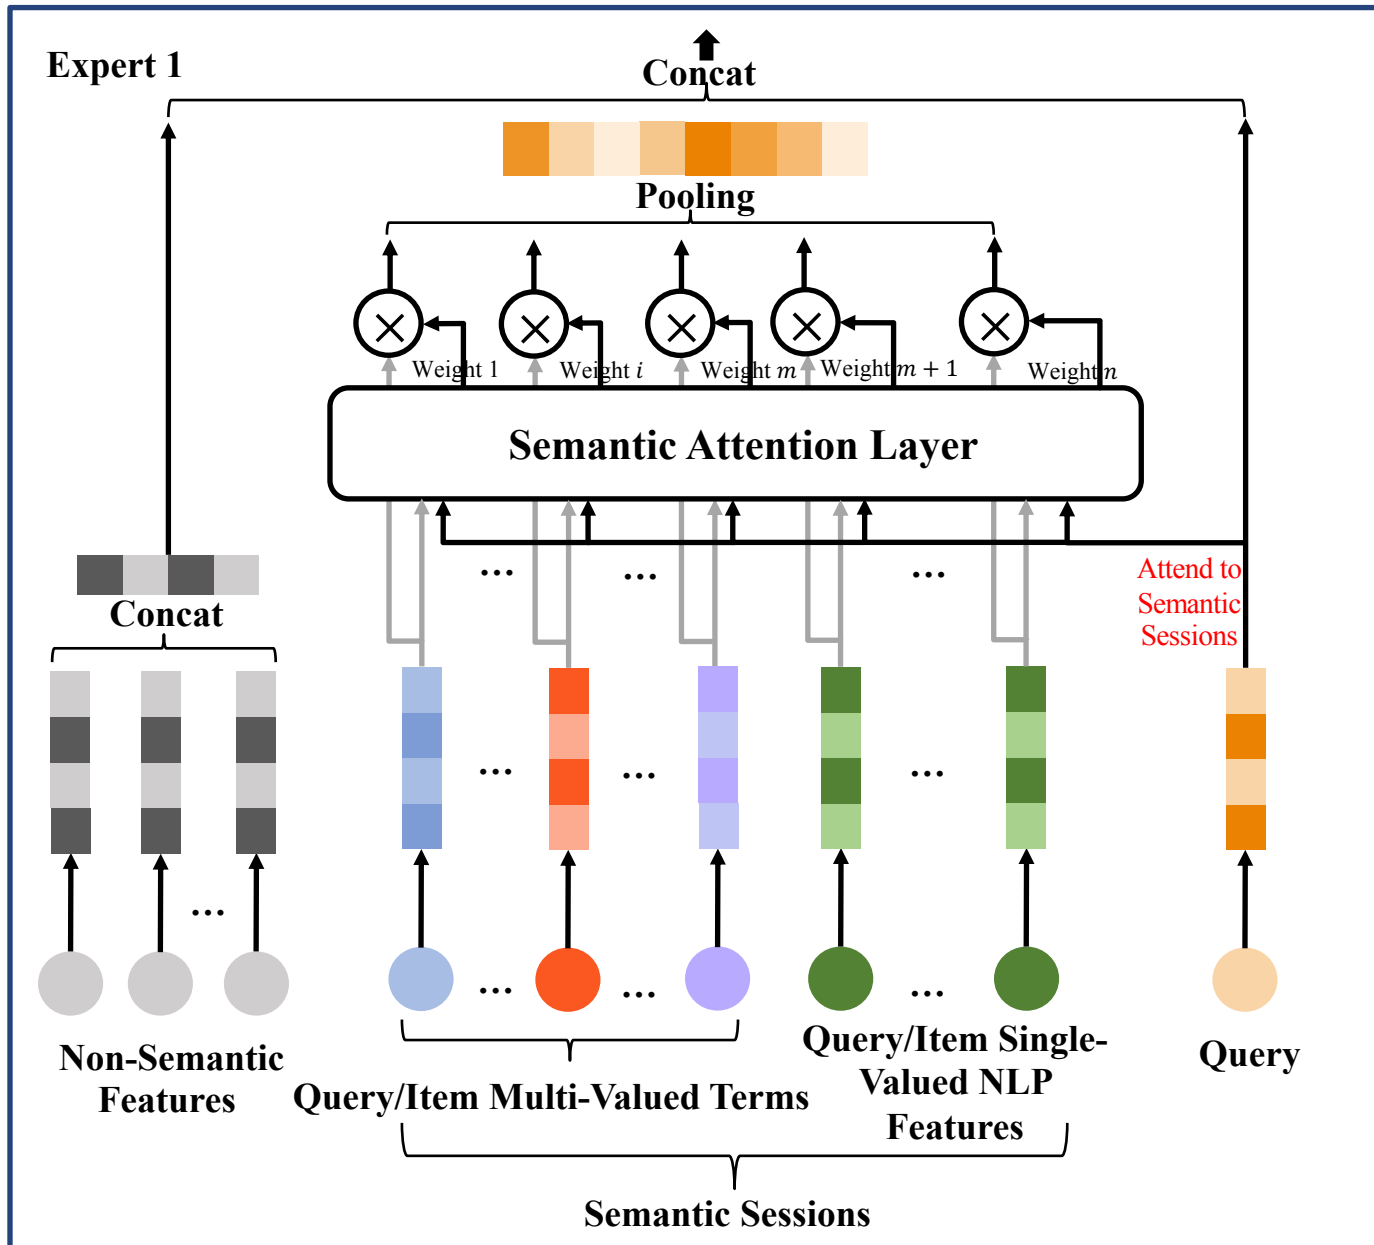 Expert 1
Concat
Pooling
Weight 1
Weight i
Weight m
Weight m + 1
Weight n
Semantic Attention Layer
...
...
...
Attend to
Semantic
Sessions
Concat
...
...
...
...
...
...
...
Non-Semantic
Features
Query/Item Multi-Valued Terms
Query/Item Single-
Valued NLP
Features
Query
Semantic Sessions